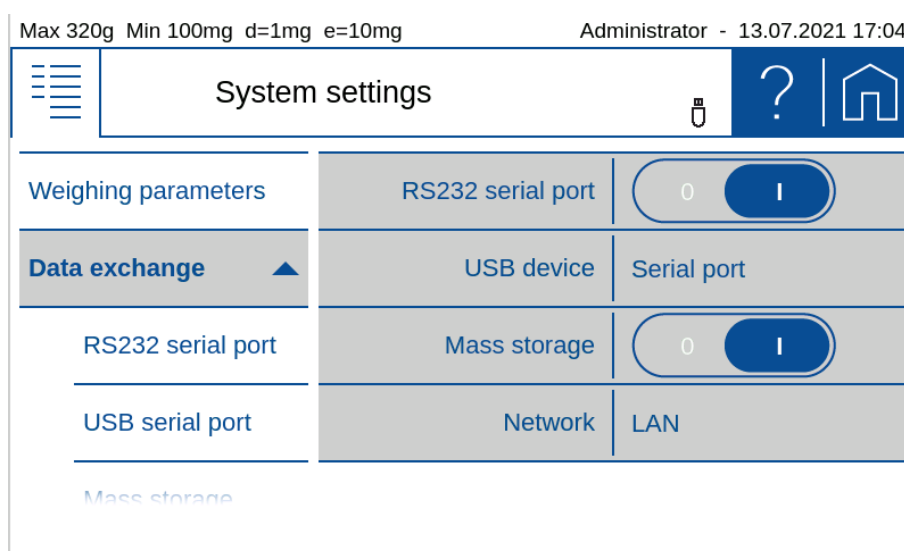 Max 320g Min 100mg d=1mg e=10mg Administrator - 13.07.2021 17:04
System settings ?
Weighing parameters RS232 serial port 0 I
Data exchange USB device Serial port
RS232 serial port Mass storage 0 I
USB serial port Network LAN
Mass storage